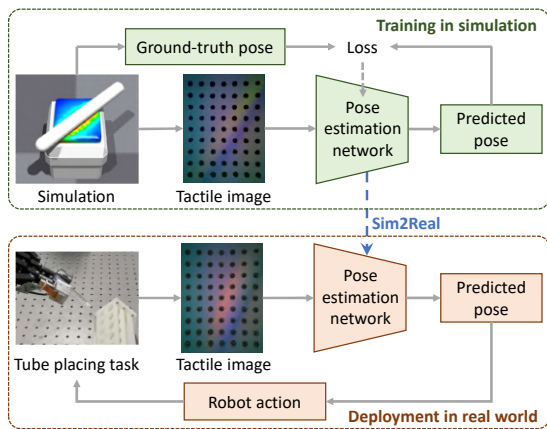 Training in simulation
Ground-truth pose
Loss
Pose
estimation
network
Predicted
pose
Simulation
Tactile image
Sim2Real
Pose
estimation
network
Predicted
pose
Tube placing task
Tactile image
Robot action
Deployment in real world